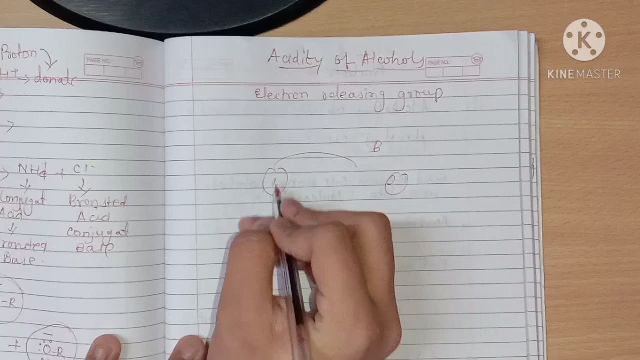 Proton
H+ → donate
→ NH4 + Cl-
Conjugat Bronsted
Acid Acid
Bronsted conjugat
Base. Base
-R
+ :Ö-R
PAGE NO.
Acidity of Alcohols
PAGE NO.
Electron releasing group
B
KINEMASTER